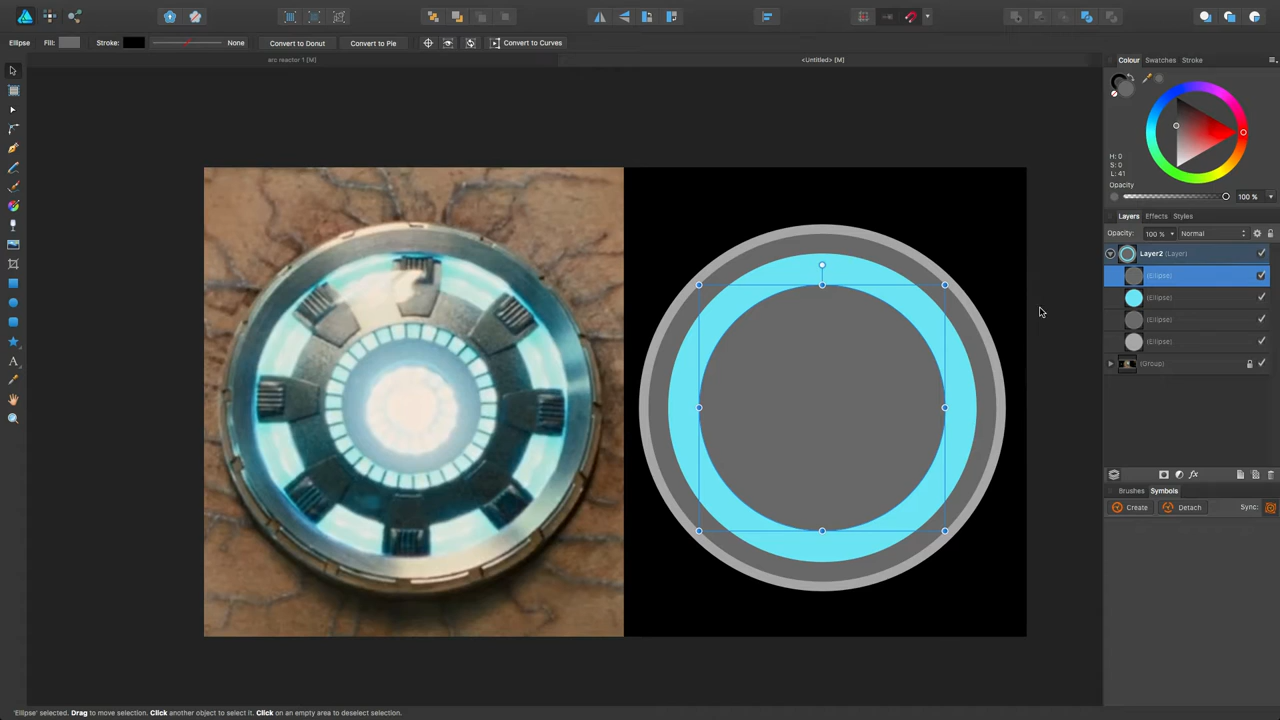 Ellipse Fill: Stroke: None Convert to Donut Convert to Pie Convert to Curves
arc reactor 1 [M] <Untitled> [M]
Colour Swatches Stroke
H: 0
S: 0
L: 41
Opacity
100 %
Layers Effects Styles
Opacity: 100 % Normal
Layer2 (Layer)
(Ellipse)
(Ellipse)
(Ellipse)
(Ellipse)
(Group)
Brushes Symbols
Create Detach Sync:
'Ellipse' selected. Drag to move selection. Click another object to select it. Click on an empty area to deselect selection.